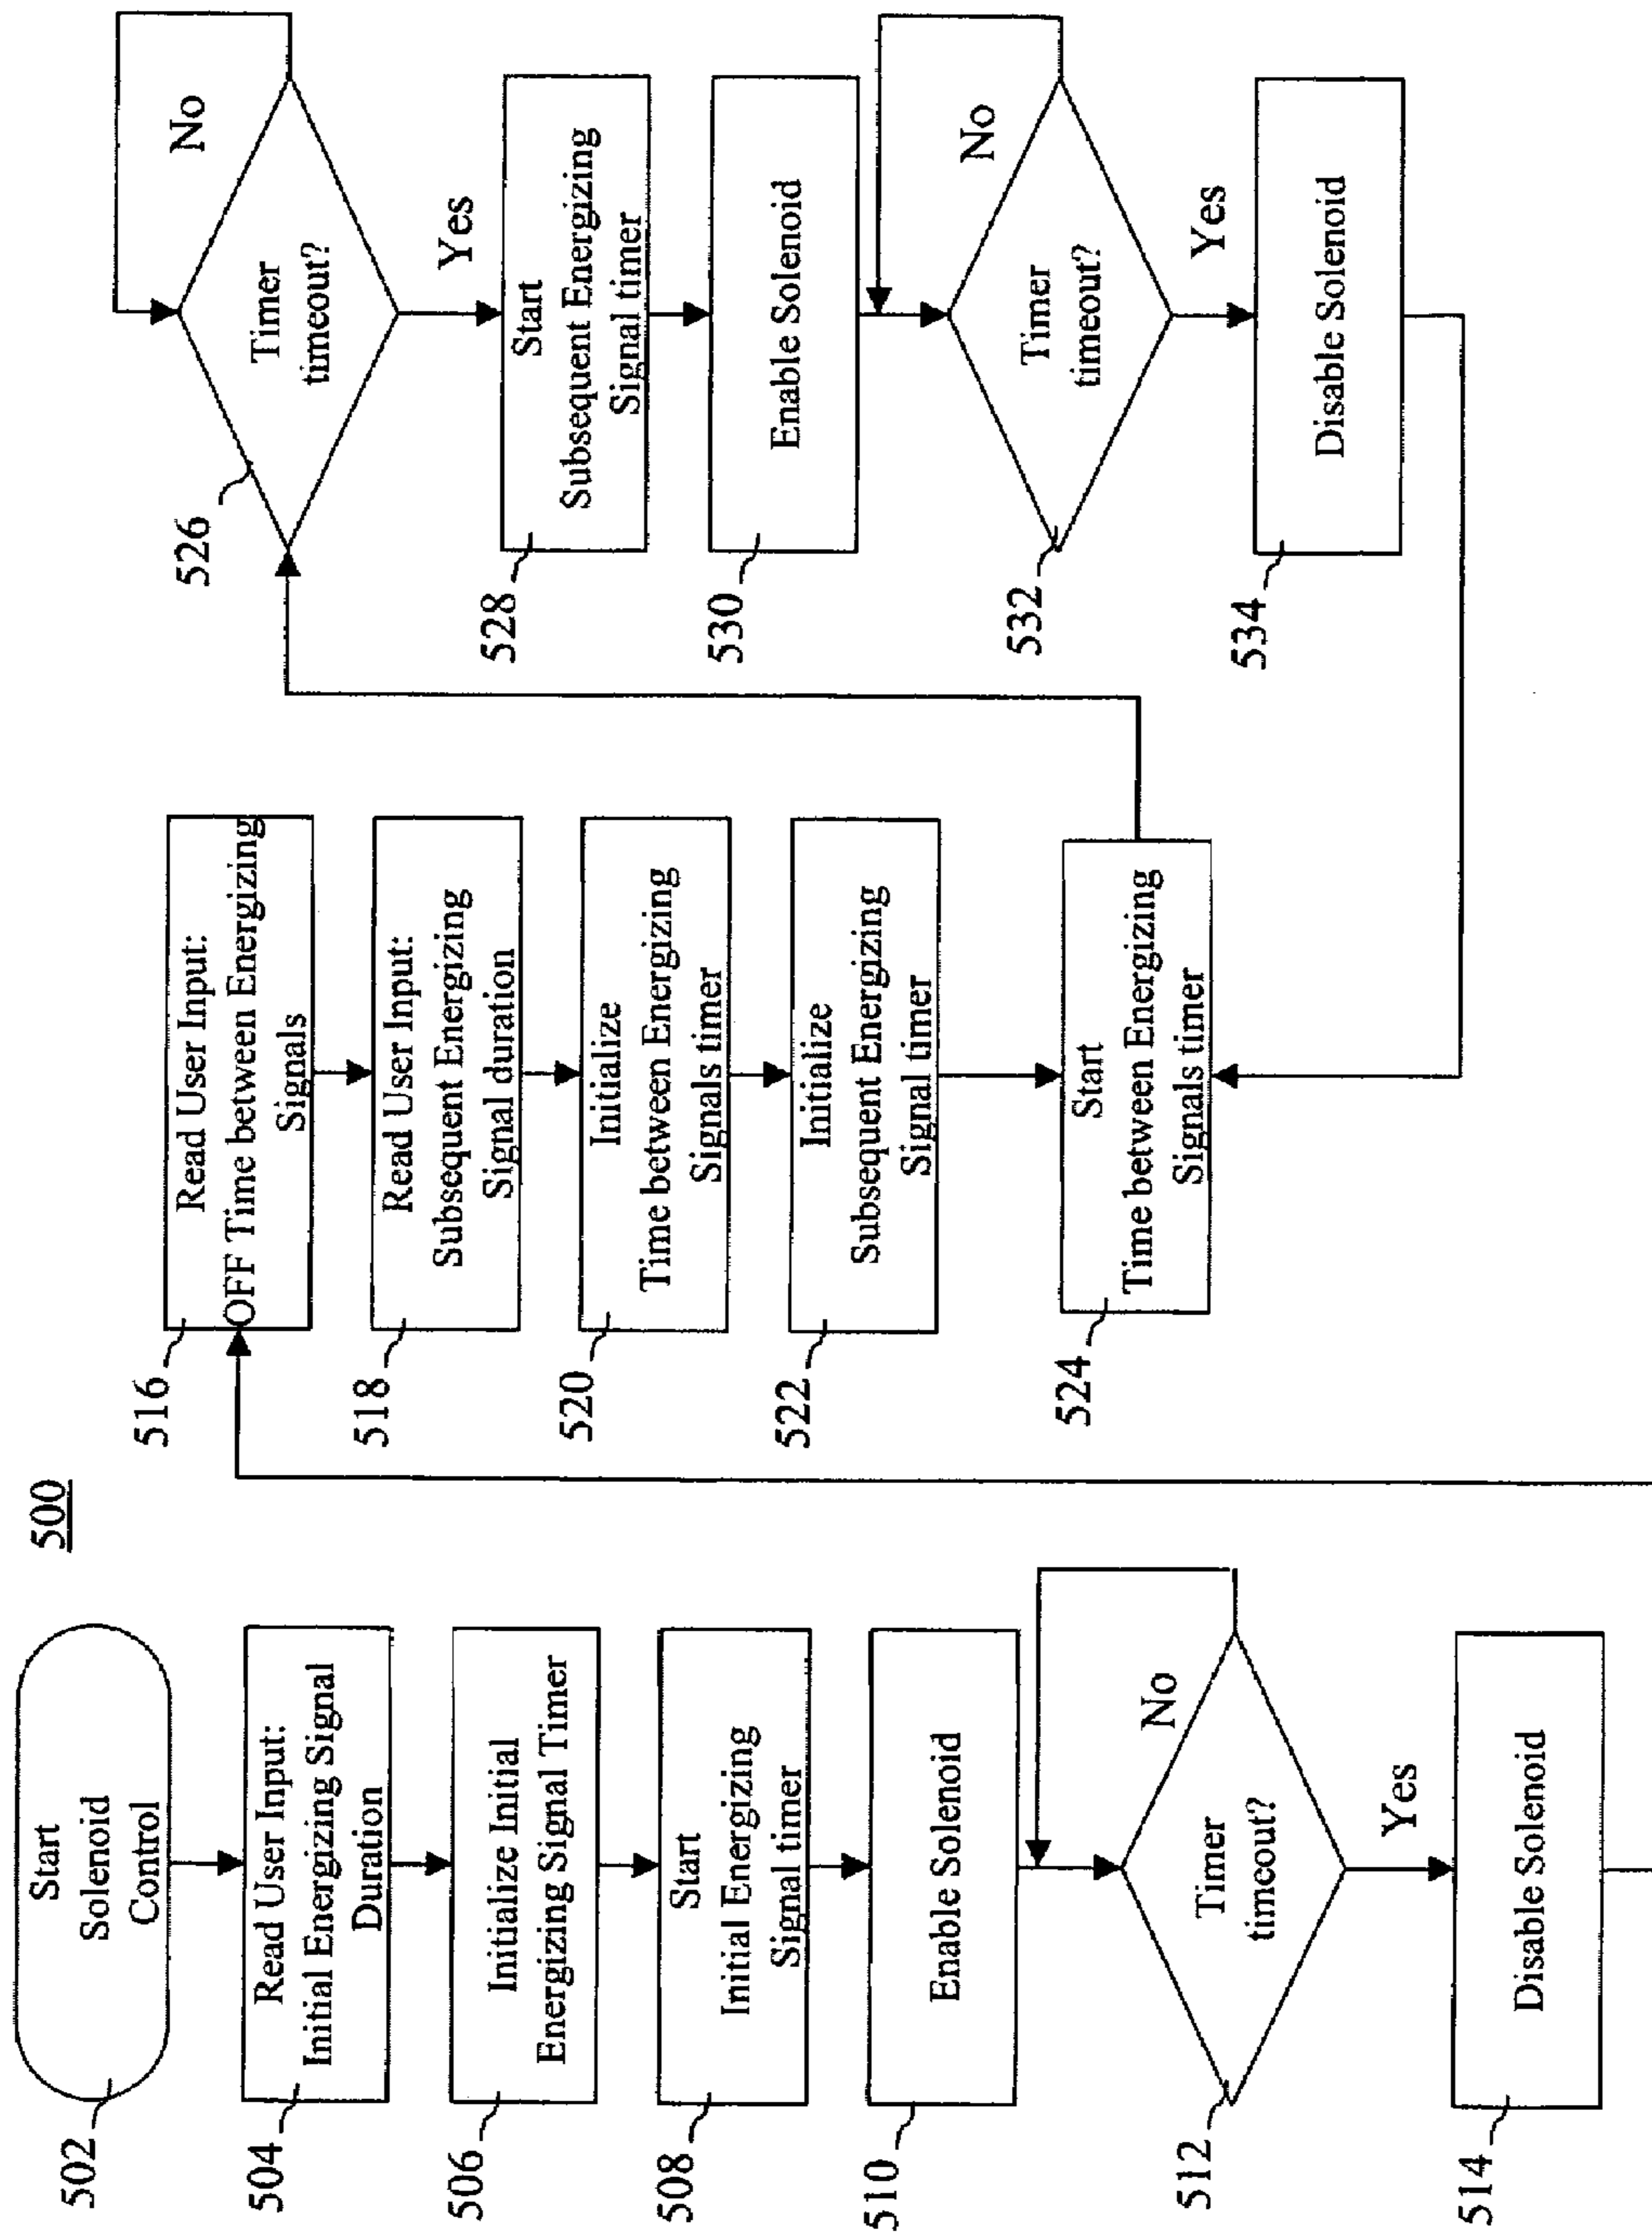 500
502
Start
Solenoid
Control
504
Read User Input:
Initial Energizing Signal
Duration
506
Initialize Initial
Energizing Signal Timer
508
Start
Initial Energizing
Signal timer
510
Enable Solenoid
512
Timer
timeout?
No
Yes
514
Disable Solenoid
516
Read User Input:
OFF Time between Energizing
Signals
518
Read User Input:
Subsequent Energizing
Signal duration
520
Initialize
Time between Energizing
Signals timer
522
Initialize
Subsequent Energizing
Signal timer
524
Start
Time between Energizing
Signals timer
526
Timer
timeout?
No
Yes
528
Start
Subsequent Energizing
Signal timer
530
Enable Solenoid
532
Timer
timeout?
No
Yes
534
Disable Solenoid